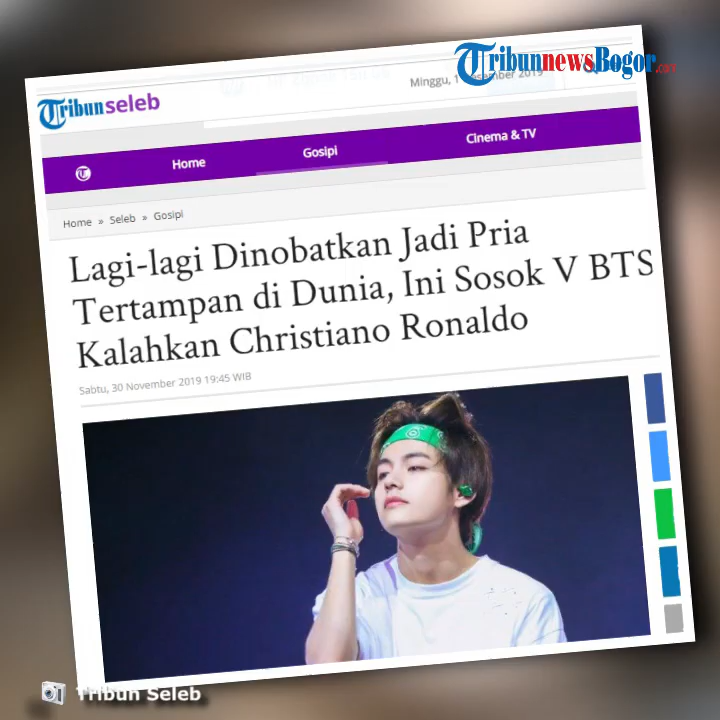 TribunnewsBogor.com
Tribunseleb
Minggu, 1 Desember 2019
Home
Gosipi
Cinema & TV
Home » Seleb » Gosipi
Lagi-lagi Dinobatkan Jadi Pria
Tertampan di Dunia, Ini Sosok V BTS
Kalahkan Christiano Ronaldo
Sabtu, 30 November 2019 19:45 WIB
Tribun Seleb